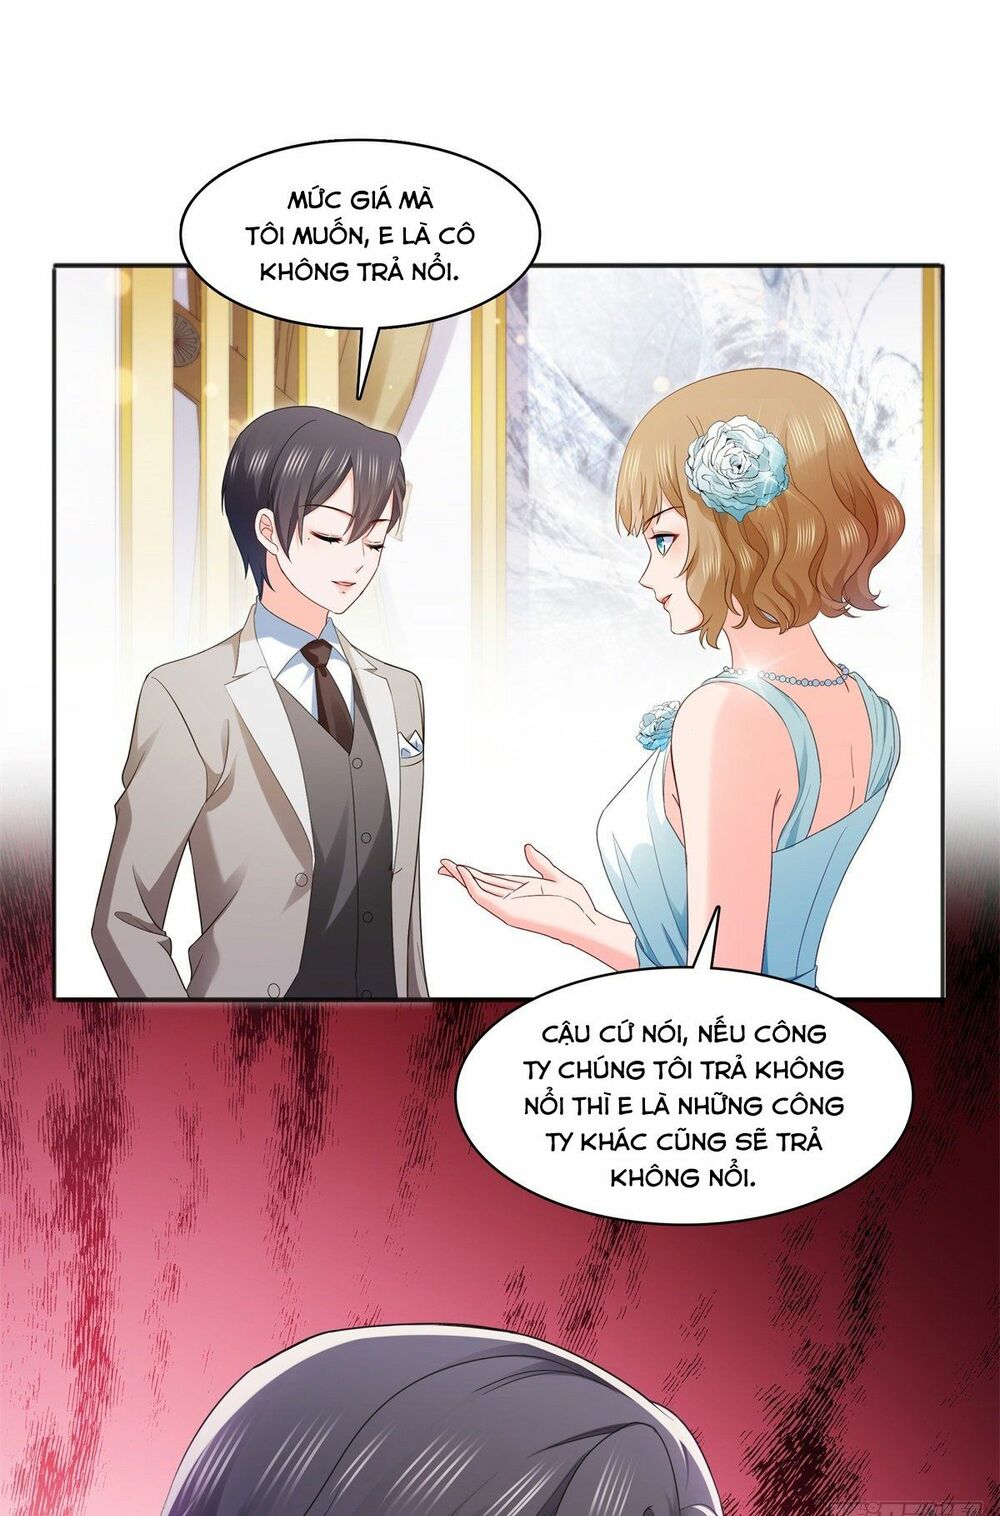 MỨC GIÁ MÀ
TÔI MUỐN, E LÀ CÔ
KHÔNG TRẢ NỔI.
CẬU CỨ NÓI, NẾU CÔNG
TY CHÚNG TÔI TRẢ KHÔNG
NỔI THÌ E LÀ NHỮNG CÔNG
TY KHÁC CŨNG SẼ TRẢ
KHÔNG NỔI.